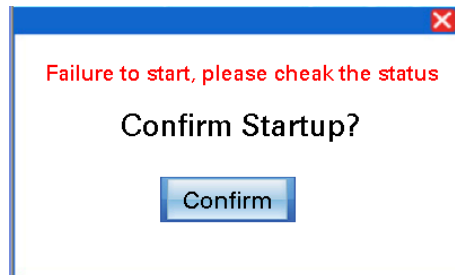 Failure to start, please cheak the status
Confirm Startup?
Confirm